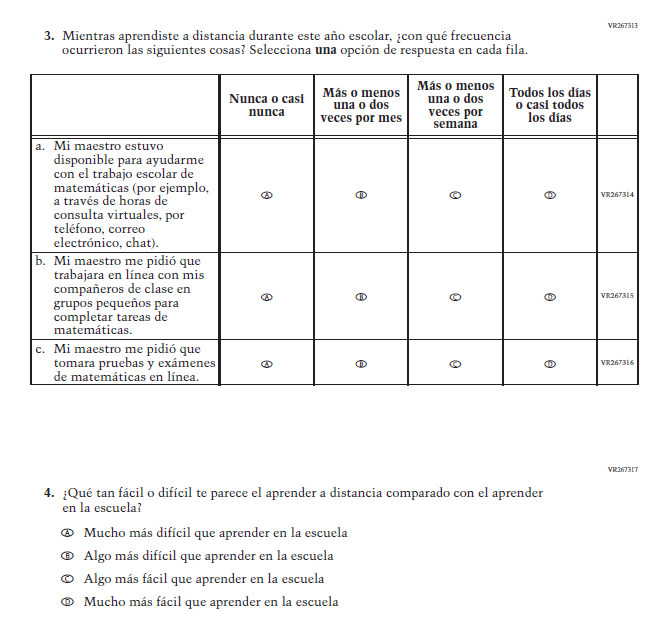 VR267313
3. Mientras aprendiste a distancia durante este año escolar, ¿con qué frecuencia
ocurrieron las siguientes cosas? Selecciona una opción de respuesta en cada fila.
Nunca o casi
nunca
Más o menos
una o dos
veces por mes
Más o menos
una o dos
veces por
semana
Todos los días
o casi todos
los días
a. Mi maestro estuvo
disponible para ayudarme
con el trabajo escolar de
matemáticas (por ejemplo,
a través de horas de
consulta virtuales, por
teléfono, correo
electrónico, chat).
A B C D VR267314
b. Mi maestro me pidió que
trabajara en línea con mis
compañeros de clase en
grupos pequeños para
completar tareas de
matemáticas.
A B C D VR267315
c. Mi maestro me pidió que
tomara pruebas y exámenes
de matemáticas en línea.
A B C D VR267316
VR267317
4. ¿Qué tan fácil o difícil te parece el aprender a distancia comparado con el aprender
en la escuela?
A Mucho más difícil que aprender en la escuela
B Algo más difícil que aprender en la escuela
C Algo más fácil que aprender en la escuela
D Mucho más fácil que aprender en la escuela